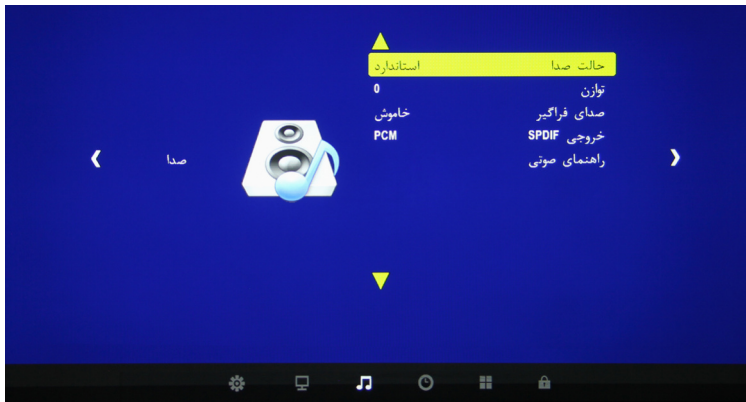 حالت صدا استاندارد
توازن 0
صدای فراگیر خاموش
خروجی SPDIF PCM
راهنمای صوتی
صدا